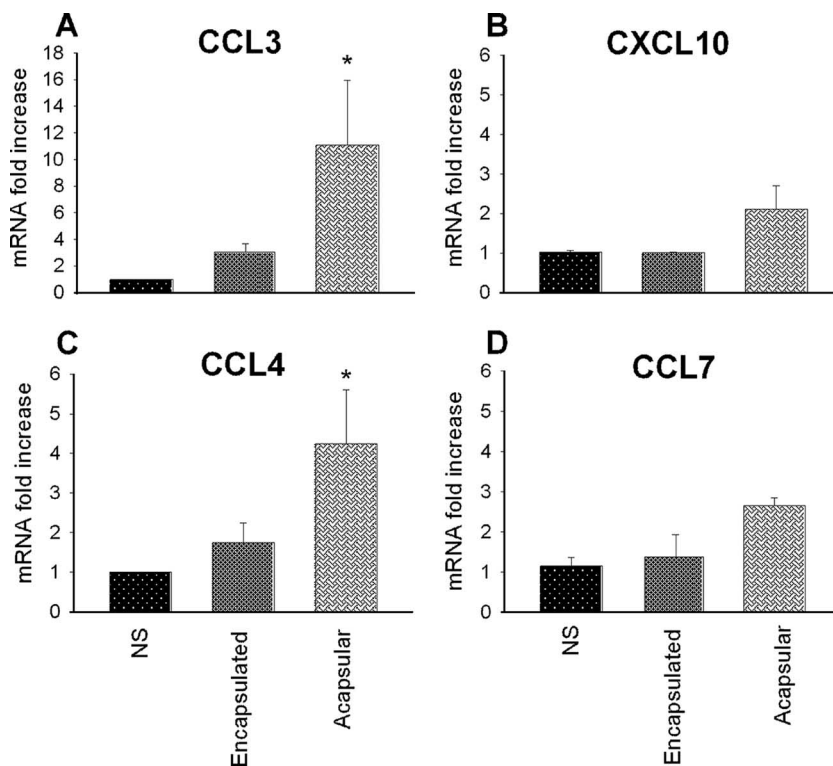 A
CCL3
mRNA fold increase
18
16
14
12
10
8
6
4
2
0
*
B
CXCL10
mRNA fold increase
6
5
4
3
2
1
0
C
CCL4
mRNA fold increase
6
5
4
3
2
1
0
*
NS
Encapsulated
Acapsular
D
CCL7
mRNA fold increase
6
5
4
3
2
1
0
NS
Encapsulated
Acapsular